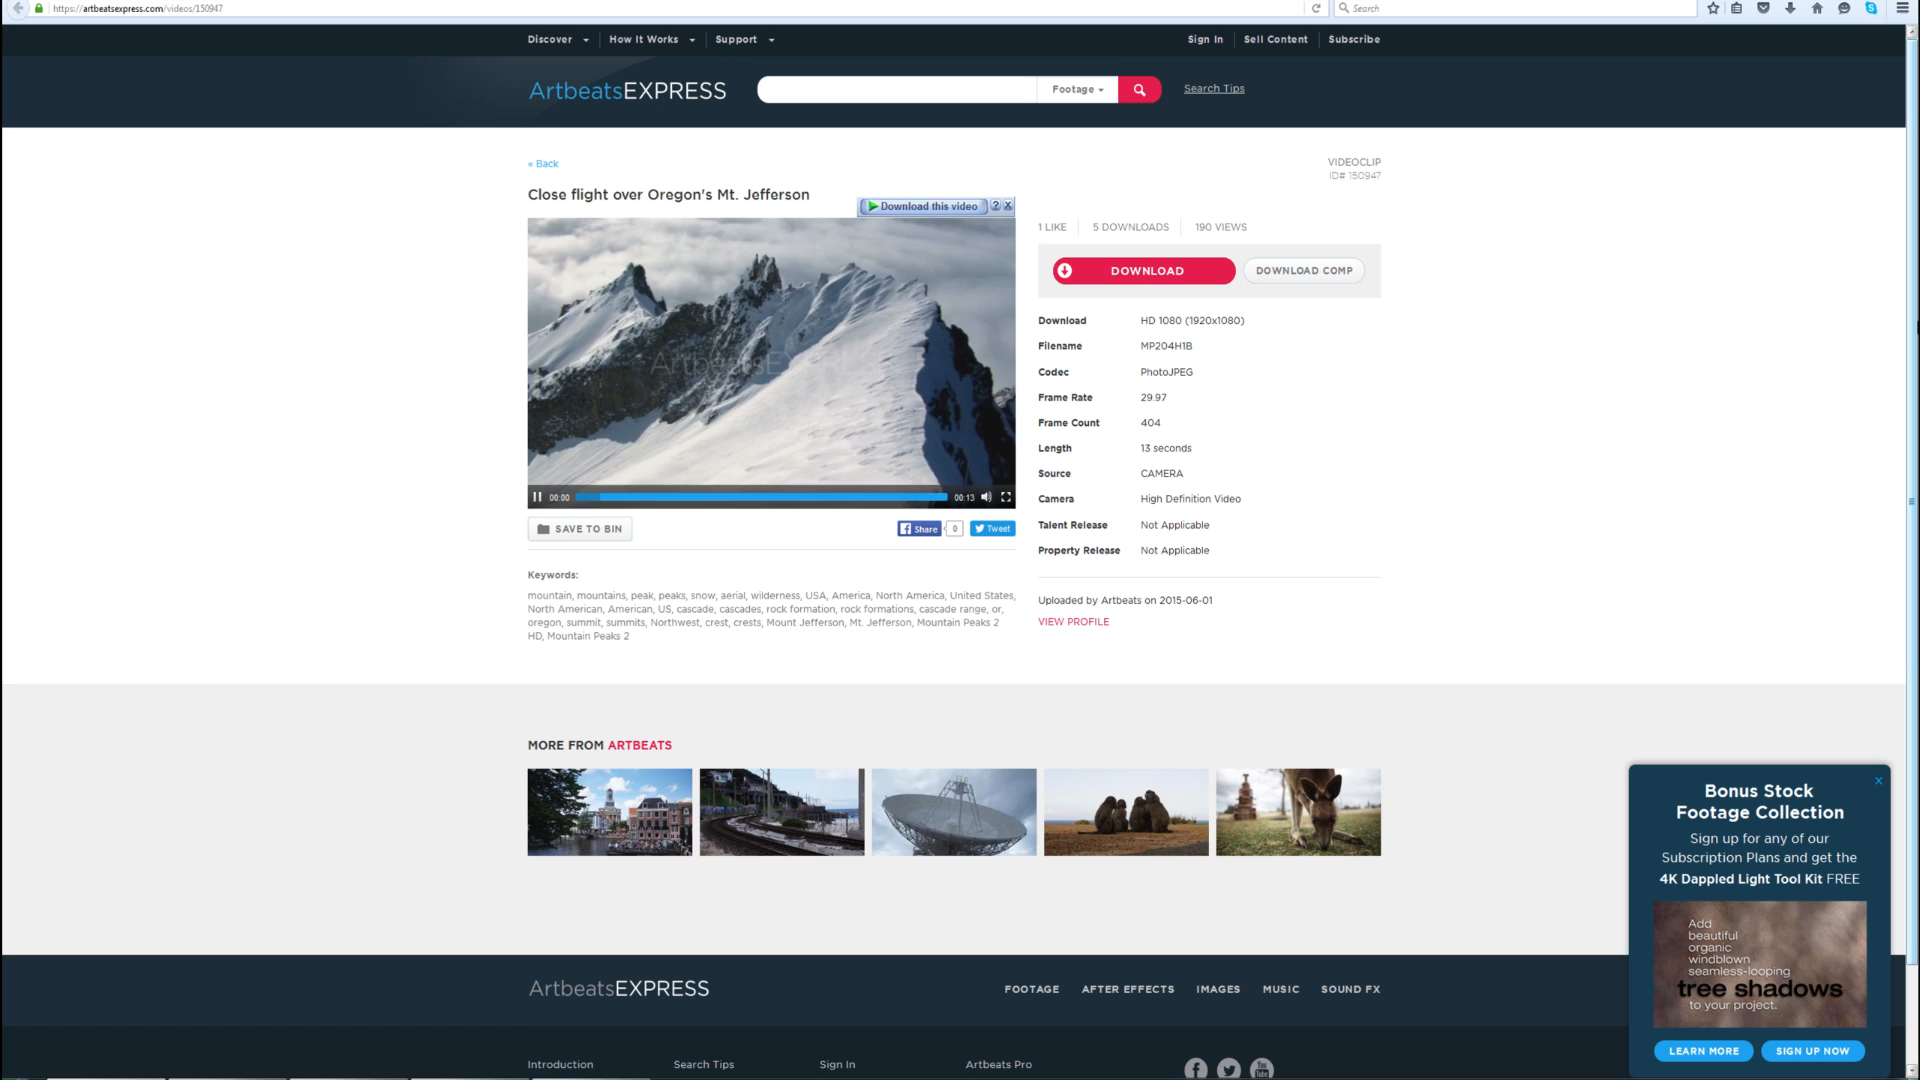 https://artbeatsexpress.com/videos/150947
Search
Discover
How It Works
Support
Sign In
Sell Content
Subscribe
ArtbeatsEXPRESS
Footage
Search Tips
« Back
VIDEOCLIP
ID# 150947
Close flight over Oregon's Mt. Jefferson
Download this video
1 LIKE
5 DOWNLOADS
190 VIEWS
DOWNLOAD
DOWNLOAD COMP
Download HD 1080 (1920x1080)
Filename MP204H1B
Codec PhotoJPEG
Frame Rate 29.97
Frame Count 404
Length 13 seconds
Source CAMERA
Camera High Definition Video
Talent Release Not Applicable
Property Release Not Applicable
ArtbeatsEXPRESS
00:00
00:13
SAVE TO BIN
Share
0
Tweet
Keywords:
mountain, mountains, peak, peaks, snow, aerial, wilderness, USA, America, North America, United States,
North American, American, US, cascade, cascades, rock formation, rock formations, cascade range, or,
oregon, summit, summits, Northwest, crest, crests, Mount Jefferson, Mt. Jefferson, Mountain Peaks 2
HD, Mountain Peaks 2
Uploaded by Artbeats on 2015-06-01
VIEW PROFILE
MORE FROM ARTBEATS
Bonus Stock
Footage Collection
Sign up for any of our
Subscription Plans and get the
4K Dappled Light Tool Kit FREE
Add
beautiful
organic
windblown
seamless-looping
tree shadows
to your project.
LEARN MORE
SIGN UP NOW
ArtbeatsEXPRESS
FOOTAGE
AFTER EFFECTS
IMAGES
MUSIC
SOUND FX
Introduction
Search Tips
Sign In
Artbeats Pro
You
Tube